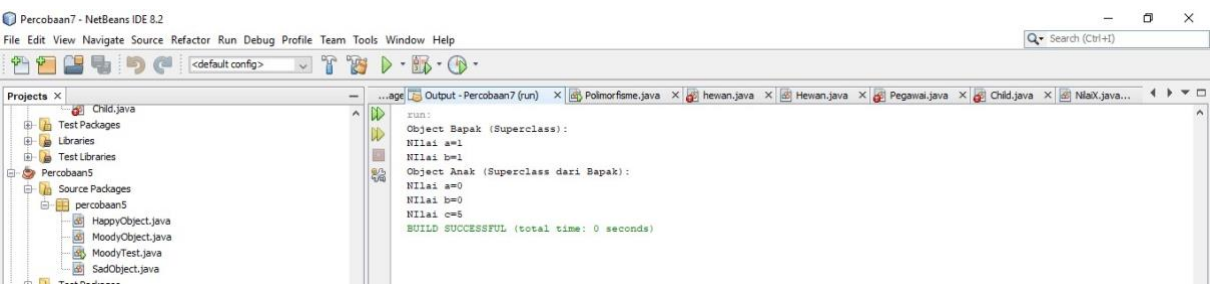 Percobaan7 - NetBeans IDE 8.2
File Edit View Navigate Source Refactor Run Debug Profile Team Tools Window Help
Search (Ctrl+I)
<default config>
Projects
...age Output - Percobaan7 (run) Polimorfisme.java hewan.java Hewan.java Pegawai.java Child.java NilaiX.java...
Child.java
Test Packages
Libraries
Test Libraries
Percobaan5
Source Packages
percobaan5
HappyObject.java
MoodyObject.java
MoodyTest.java
SadObject.java
Test Packages
run:
Object Bapak (Superclass):
NIlai a=1
NIlai b=1
Object Anak (Superclass dari Bapak):
NIlai a=0
NIlai b=0
NIlai c=5
BUILD SUCCESSFUL (total time: 0 seconds)